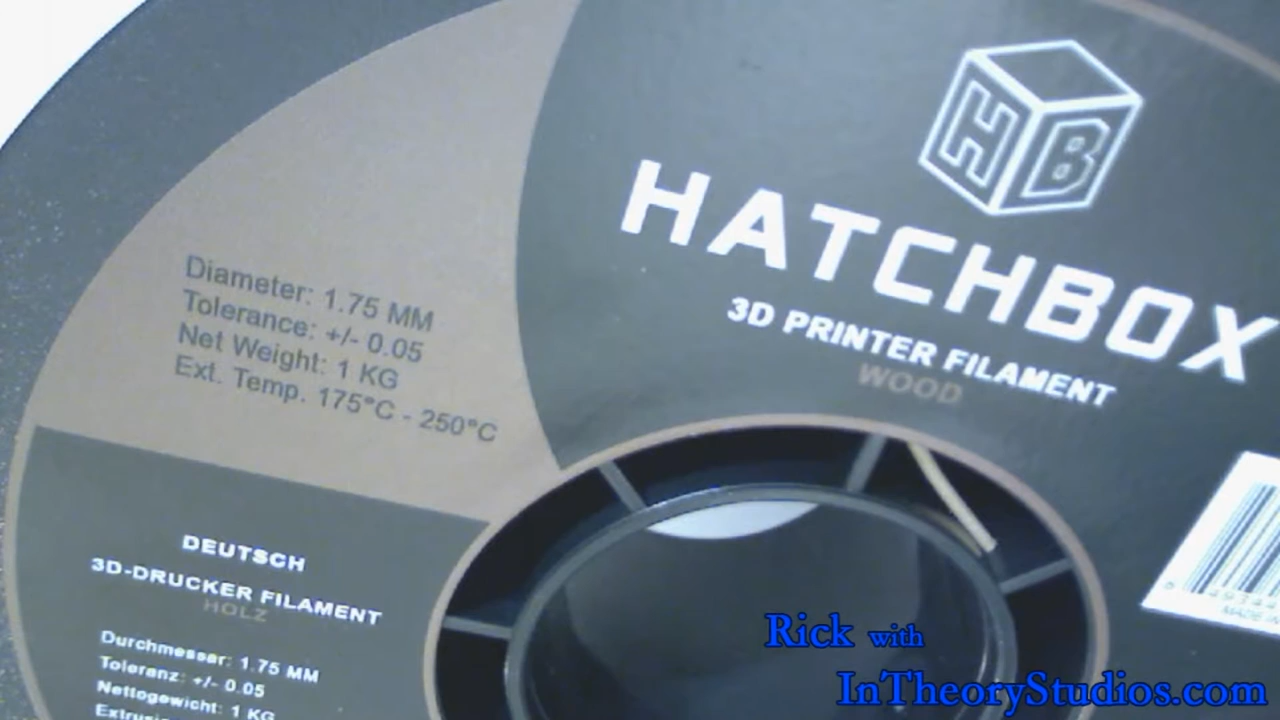 HB
HATCHBOX
3D PRINTER FILAMENT
WOOD
Diameter: 1.75 MM
Tolerance: +/- 0.05
Net Weight: 1 KG
Ext. Temp. 175°C - 250°C
DEUTSCH
3D-DRUCKER FILAMENT
HOLZ
Durchmesser: 1.75 MM
Toleranz: +/- 0.05
Nettogewicht: 1 KG
MADE IN
Rick with
InTheoryStudios.com